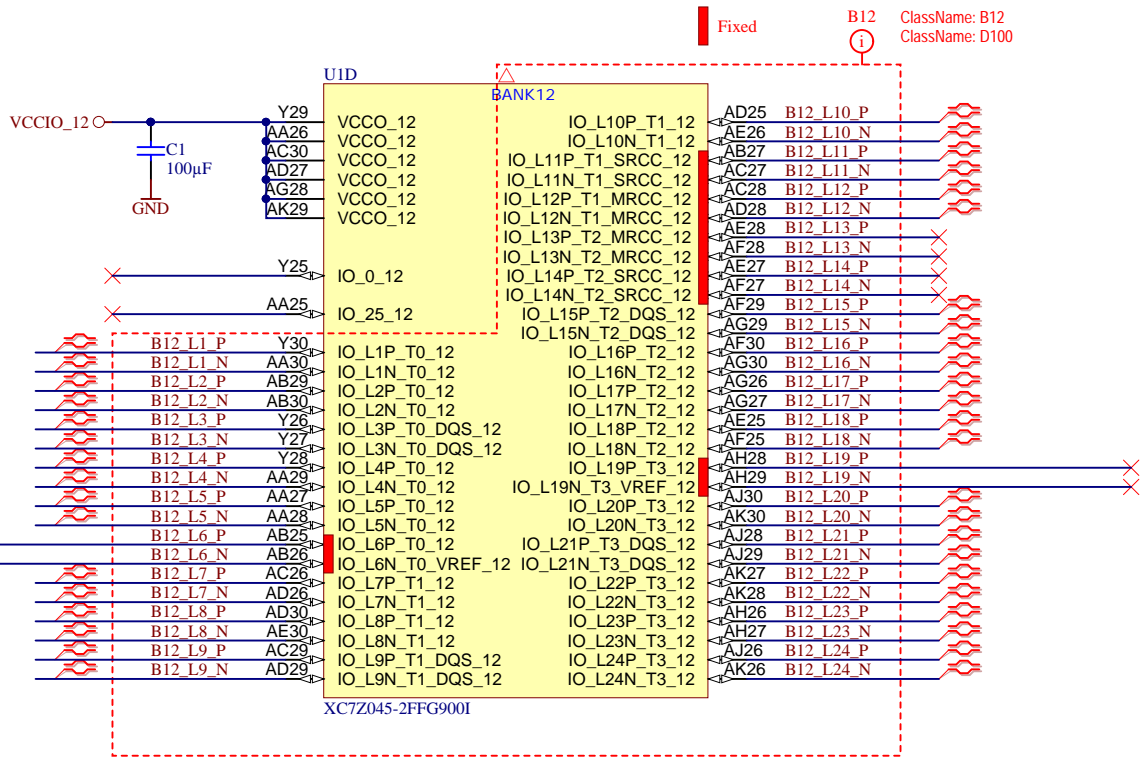 Fixed
B12
ClassName: B12
ClassName: D100
i
U1D
BANK12
VCCIO_12
C1
100µF
GND
Y29 VCCO_12
AA26 VCCO_12
AC30 VCCO_12
AD27 VCCO_12
AG28 VCCO_12
AK29 VCCO_12
Y25 IO_0_12
AA25 IO_25_12
B12_L1_P Y30 IO_L1P_T0_12
B12_L1_N AA30 IO_L1N_T0_12
B12_L2_P AB29 IO_L2P_T0_12
B12_L2_N AB30 IO_L2N_T0_12
B12_L3_P Y26 IO_L3P_T0_DQS_12
B12_L3_N Y27 IO_L3N_T0_DQS_12
B12_L4_P Y28 IO_L4P_T0_12
B12_L4_N AA29 IO_L4N_T0_12
B12_L5_P AA27 IO_L5P_T0_12
B12_L5_N AA28 IO_L5N_T0_12
B12_L6_P AB25 IO_L6P_T0_12
B12_L6_N AB26 IO_L6N_T0_VREF_12
B12_L7_P AC26 IO_L7P_T1_12
B12_L7_N AD26 IO_L7N_T1_12
B12_L8_P AD30 IO_L8P_T1_12
B12_L8_N AE30 IO_L8N_T1_12
B12_L9_P AC29 IO_L9P_T1_DQS_12
B12_L9_N AD29 IO_L9N_T1_DQS_12
IO_L10P_T1_12 AD25 B12_L10_P
IO_L10N_T1_12 AE26 B12_L10_N
IO_L11P_T1_SRCC_12 AB27 B12_L11_P
IO_L11N_T1_SRCC_12 AC27 B12_L11_N
IO_L12P_T1_MRCC_12 AC28 B12_L12_P
IO_L12N_T1_MRCC_12 AD28 B12_L12_N
IO_L13P_T2_MRCC_12 AE28 B12_L13_P
IO_L13N_T2_MRCC_12 AF28 B12_L13_N
IO_L14P_T2_SRCC_12 AE27 B12_L14_P
IO_L14N_T2_SRCC_12 AF27 B12_L14_N
IO_L15P_T2_DQS_12 AF29 B12_L15_P
IO_L15N_T2_DQS_12 AG29 B12_L15_N
IO_L16P_T2_12 AF30 B12_L16_P
IO_L16N_T2_12 AG30 B12_L16_N
IO_L17P_T2_12 AG26 B12_L17_P
IO_L17N_T2_12 AG27 B12_L17_N
IO_L18P_T2_12 AE25 B12_L18_P
IO_L18N_T2_12 AF25 B12_L18_N
IO_L19P_T3_12 AH28 B12_L19_P
IO_L19N_T3_VREF_12 AH29 B12_L19_N
IO_L20P_T3_12 AJ30 B12_L20_P
IO_L20N_T3_12 AK30 B12_L20_N
IO_L21P_T3_DQS_12 AJ28 B12_L21_P
IO_L21N_T3_DQS_12 AJ29 B12_L21_N
IO_L22P_T3_12 AK27 B12_L22_P
IO_L22N_T3_12 AK28 B12_L22_N
IO_L23P_T3_12 AH26 B12_L23_P
IO_L23N_T3_12 AH27 B12_L23_N
IO_L24P_T3_12 AJ26 B12_L24_P
IO_L24N_T3_12 AK26 B12_L24_N
XC7Z045-2FFG900I